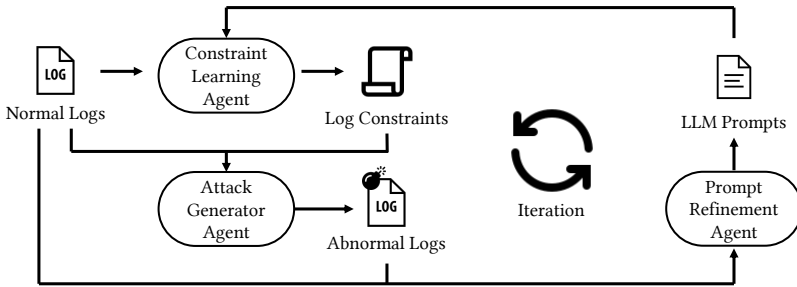 Constraint
Learning
Agent
LOG
Normal Logs
Log Constraints
LLM Prompts
Attack
Generator
Agent
LOG
Abnormal Logs
Iteration
Prompt
Refinement
Agent